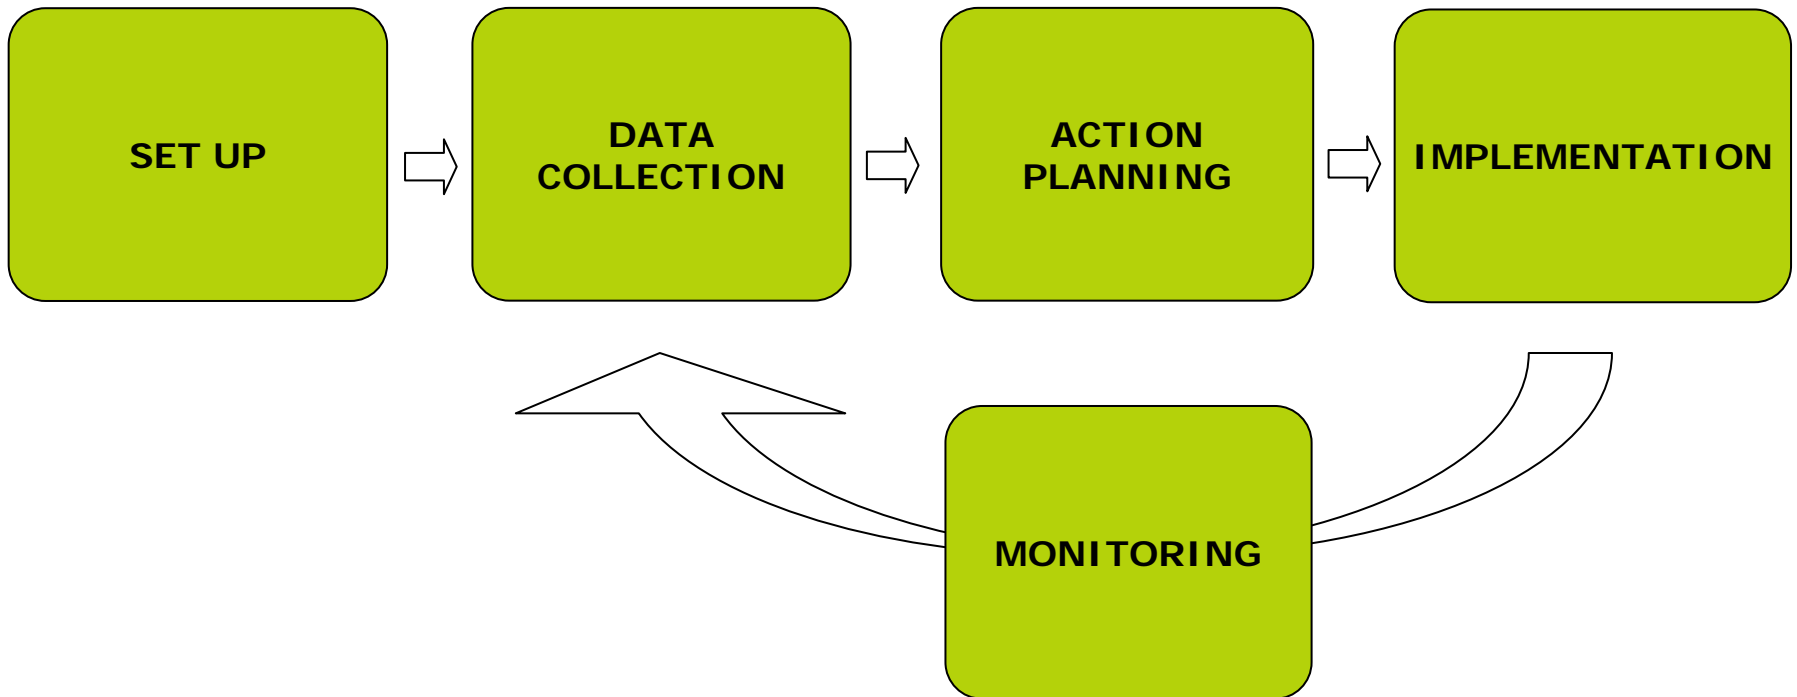 SET UP
DATA
COLLECTION
ACTION
PLANNING
IMPLEMENTATION
MONITORING